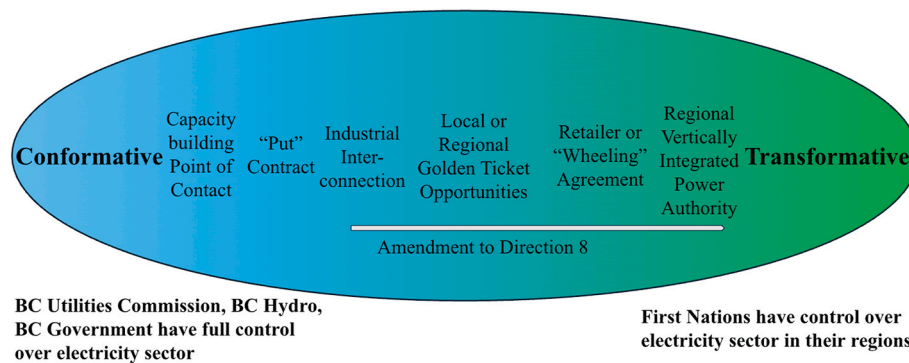 Conformative
Capacity
building
Point of
Contact
“Put”
Contract
Industrial
Inter-
connection
Local or
Regional
Golden Ticket
Opportunities
Retailer or
“Wheeling”
Agreement
Regional
Vertically
Integrated
Power
Authority
Transformative
Amendment to Direction 8
BC Utilities Commission, BC Hydro,
BC Government have full control
over electricity sector
First Nations have control over
electricity sector in their regions